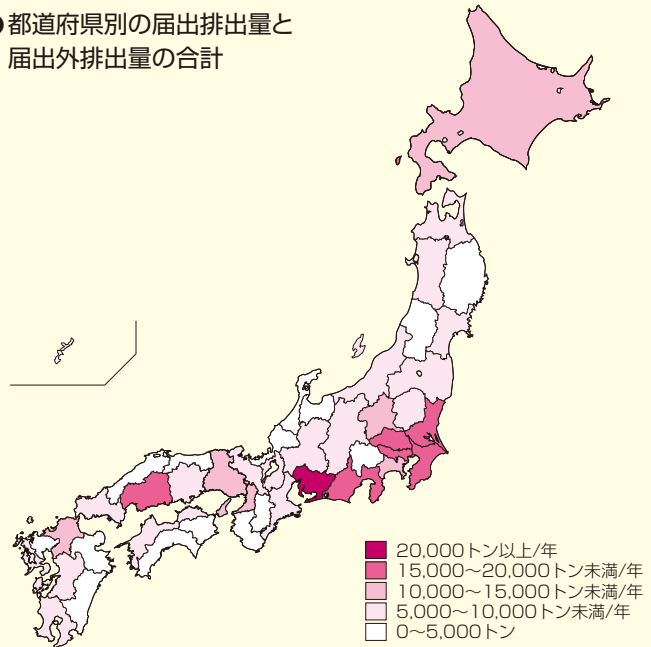 都道府県別の届出排出量と
届出外排出量の合計
20,000トン以上/年
15,000〜20,000トン未満/年
10,000〜15,000トン未満/年
5,000〜10,000トン未満/年
0〜5,000トン